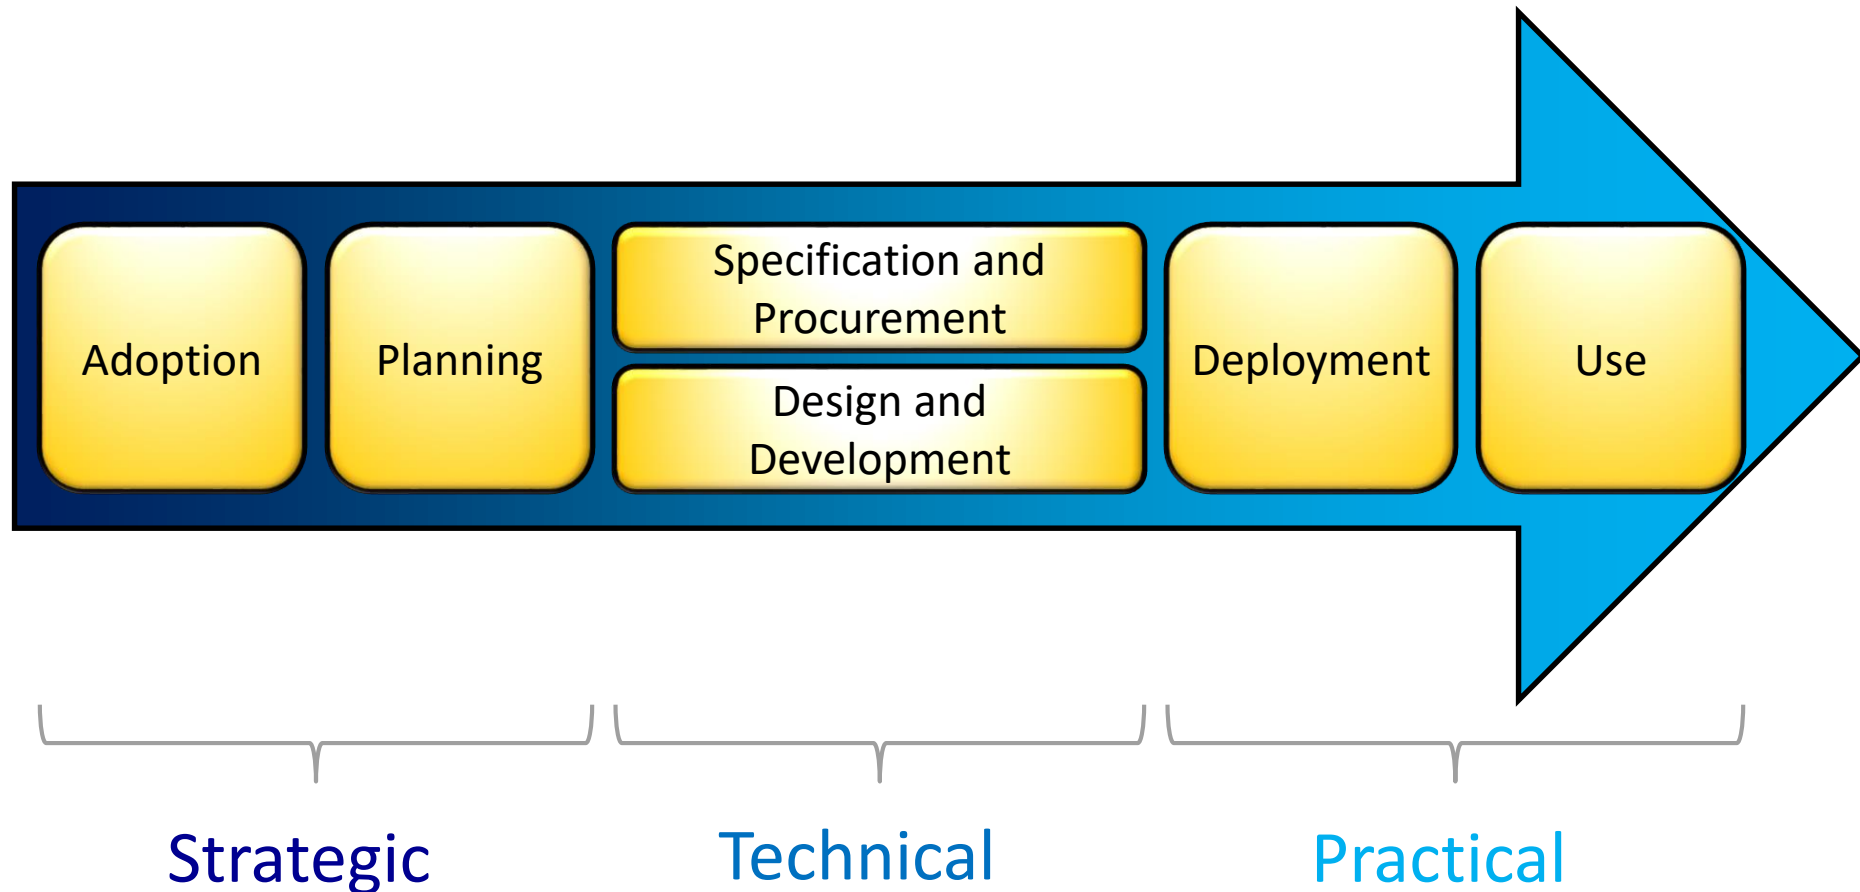 Adoption
Planning
Specification and
Procurement
Design and
Development
Deployment
Use
Strategic
Technical
Practical